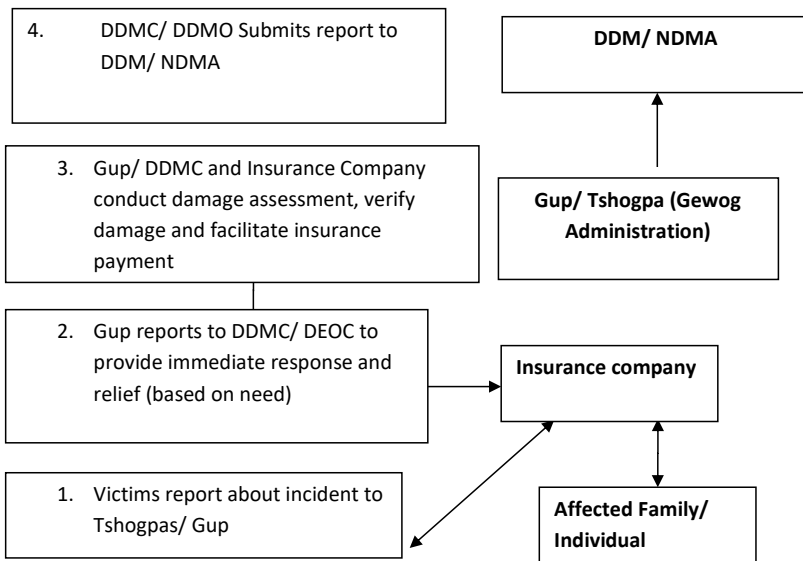 4. DDMC/ DDMO Submits report to
DDM/ NDMA
DDM/ NDMA
3. Gup/ DDMC and Insurance Company
conduct damage assessment, verify
damage and facilitate insurance
payment
Gup/ Tshogpa (Gewog
Administration)
2. Gup reports to DDMC/ DEOC to
provide immediate response and
relief (based on need)
Insurance company
1. Victims report about incident to
Tshogpas/ Gup
Affected Family/
Individual